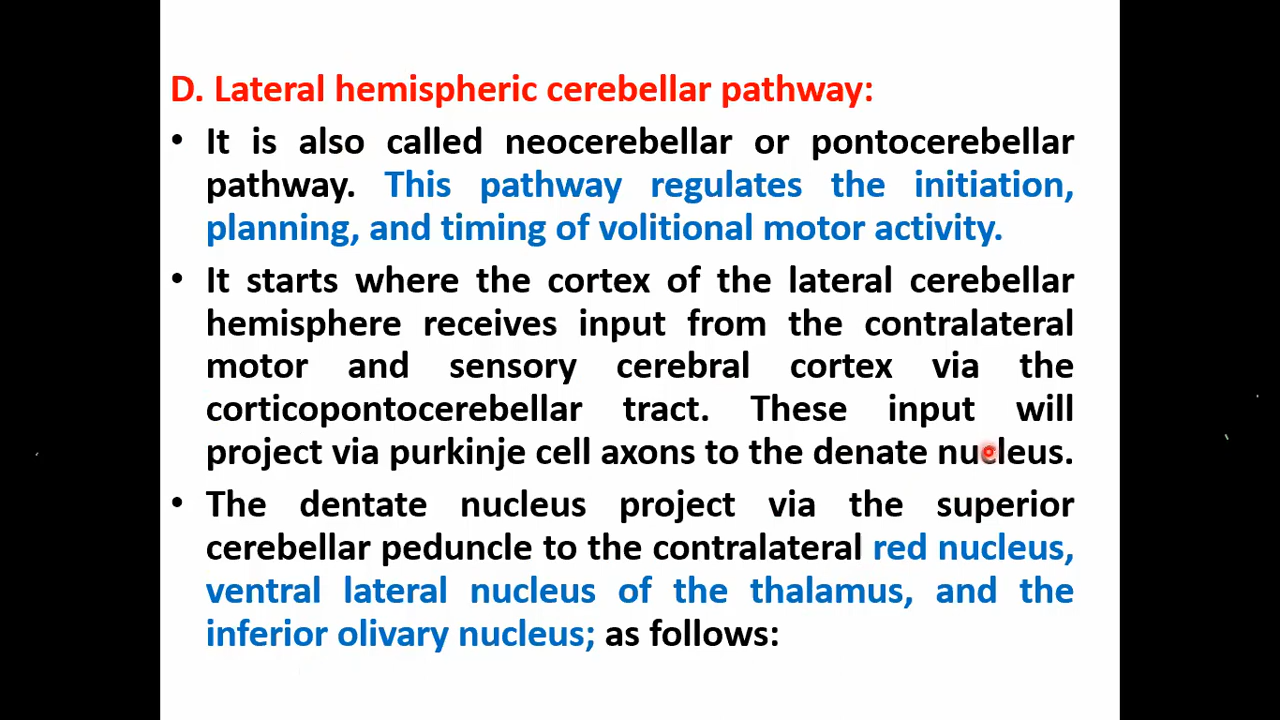 D. Lateral hemispheric cerebellar pathway:
• It is also called neocerebellar or pontocerebellar
pathway. This pathway regulates the initiation,
planning, and timing of volitional motor activity.
• It starts where the cortex of the lateral cerebellar
hemisphere receives input from the contralateral
motor and sensory cerebral cortex via the
corticopontocerebellar tract. These input will
project via purkinje cell axons to the denate nucleus.
• The dentate nucleus project via the superior
cerebellar peduncle to the contralateral red nucleus,
ventral lateral nucleus of the thalamus, and the
inferior olivary nucleus; as follows: